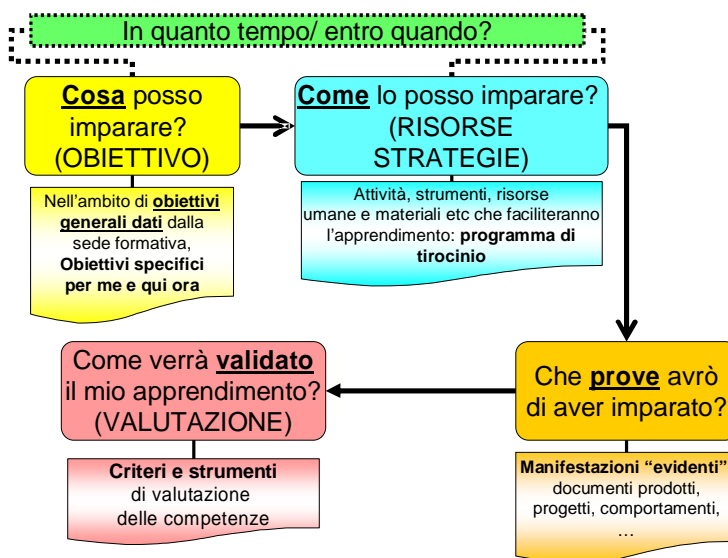 In quanto tempo/ entro quando?
Cosa posso
imparare?
(OBIETTIVO)
Come lo posso imparare?
(RISORSE
STRATEGIE)
Nell'ambito di obiettivi
generali dati dalla
sede formativa,
Obiettivi specifici
per me e qui ora
Attività, strumenti, risorse
umane e materiali etc che faciliteranno
l'apprendimento: programma di
tirocinio
Come verrà validato
il mio apprendimento?
(VALUTAZIONE)
Che prove avrò
di aver imparato?
Criteri e strumenti
di valutazione
delle competenze
Manifestazioni “evidenti”
documenti prodotti,
progetti, comportamenti,
…